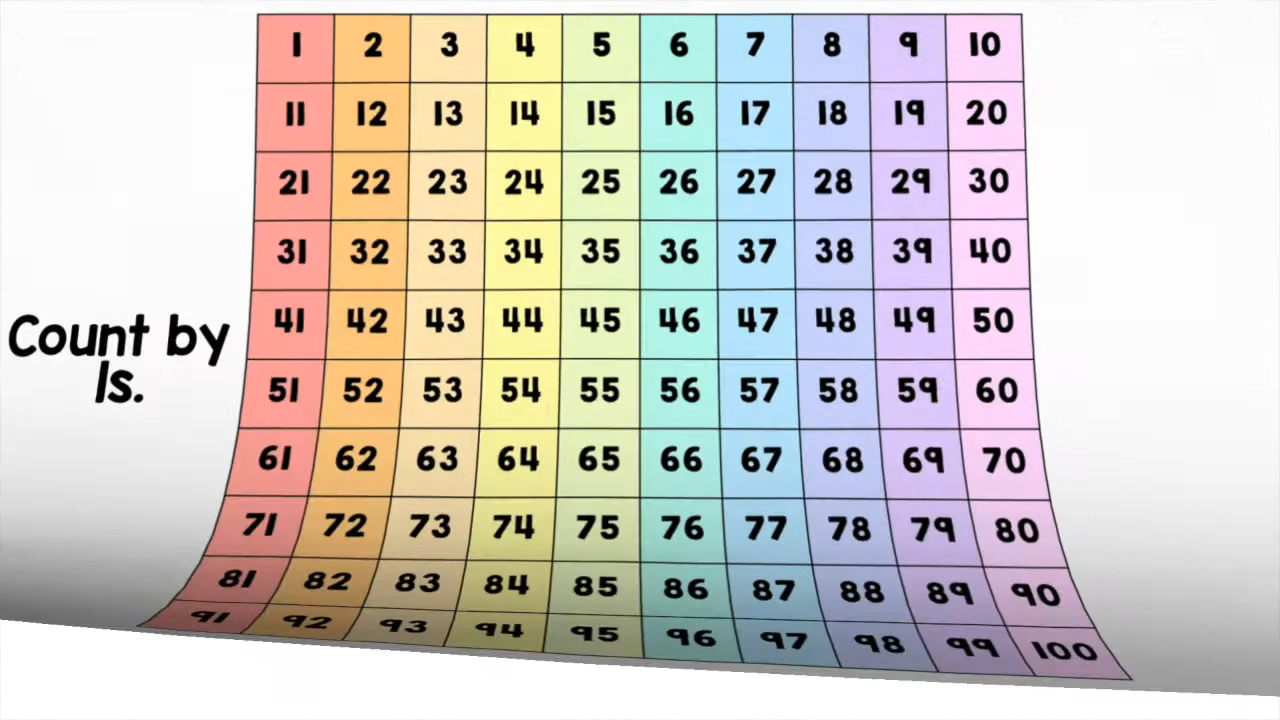 1 2 3 4 5 6 7 8 9 10
11 12 13 14 15 16 17 18 19 20
21 22 23 24 25 26 27 28 29 30
31 32 33 34 35 36 37 38 39 40
Count by
1s.
41 42 43 44 45 46 47 48 49 50
51 52 53 54 55 56 57 58 59 60
61 62 63 64 65 66 67 68 69 70
71 72 73 74 75 76 77 78 79 80
81 82 83 84 85 86 87 88 89 90
91 92 93 94 95 96 97 98 99 100